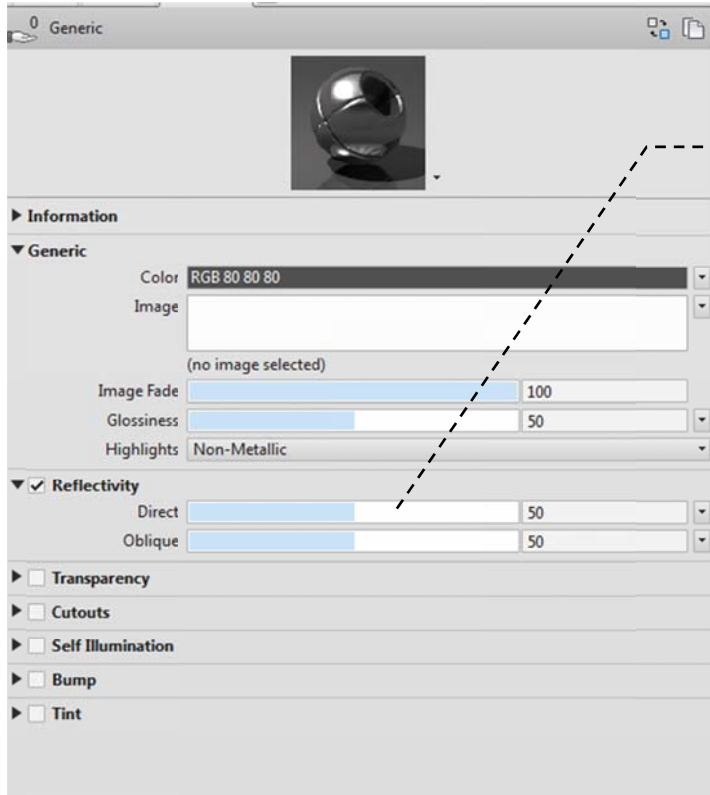 0 Generic
Information
Generic
Color RGB 80 80 80
Image
(no image selected)
Image Fade 100
Glossiness 50
Highlights Non-Metallic
Reflectivity
Direct 50
Oblique 50
Transparency
Cutouts
Self Illumination
Bump
Tint